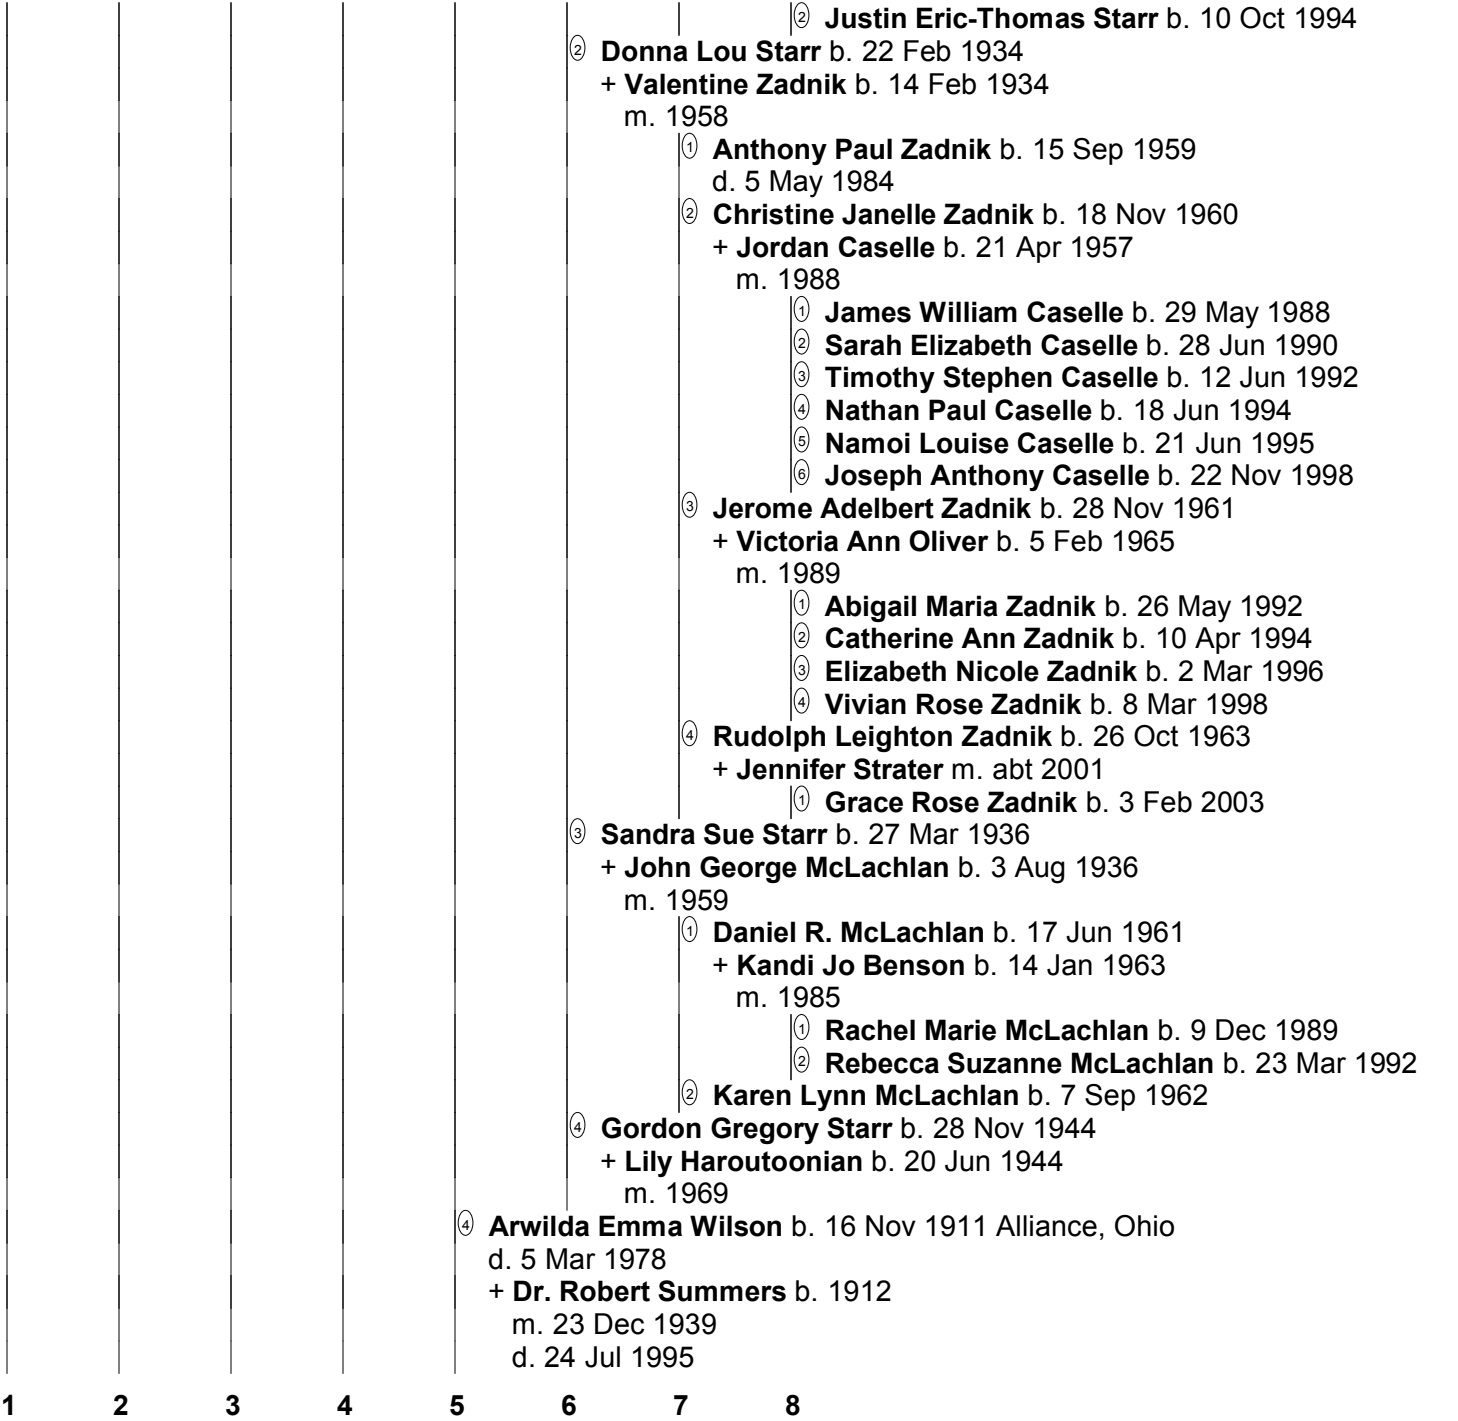 2 Justin Eric-Thomas Starr b. 10 Oct 1994
2 Donna Lou Starr b. 22 Feb 1934
+ Valentine Zadnik b. 14 Feb 1934
m. 1958
1 Anthony Paul Zadnik b. 15 Sep 1959
d. 5 May 1984
2 Christine Janelle Zadnik b. 18 Nov 1960
+ Jordan Caselle b. 21 Apr 1957
m. 1988
1 James William Caselle b. 29 May 1988
2 Sarah Elizabeth Caselle b. 28 Jun 1990
3 Timothy Stephen Caselle b. 12 Jun 1992
4 Nathan Paul Caselle b. 18 Jun 1994
5 Namoi Louise Caselle b. 21 Jun 1995
6 Joseph Anthony Caselle b. 22 Nov 1998
3 Jerome Adelbert Zadnik b. 28 Nov 1961
+ Victoria Ann Oliver b. 5 Feb 1965
m. 1989
1 Abigail Maria Zadnik b. 26 May 1992
2 Catherine Ann Zadnik b. 10 Apr 1994
3 Elizabeth Nicole Zadnik b. 2 Mar 1996
4 Vivian Rose Zadnik b. 8 Mar 1998
4 Rudolph Leighton Zadnik b. 26 Oct 1963
+ Jennifer Strater m. abt 2001
1 Grace Rose Zadnik b. 3 Feb 2003
3 Sandra Sue Starr b. 27 Mar 1936
+ John George McLachlan b. 3 Aug 1936
m. 1959
1 Daniel R. McLachlan b. 17 Jun 1961
+ Kandi Jo Benson b. 14 Jan 1963
m. 1985
1 Rachel Marie McLachlan b. 9 Dec 1989
2 Rebecca Suzanne McLachlan b. 23 Mar 1992
2 Karen Lynn McLachlan b. 7 Sep 1962
4 Gordon Gregory Starr b. 28 Nov 1944
+ Lily Haroutoonian b. 20 Jun 1944
m. 1969
4 Arwilda Emma Wilson b. 16 Nov 1911 Alliance, Ohio
d. 5 Mar 1978
+ Dr. Robert Summers b. 1912
m. 23 Dec 1939
d. 24 Jul 1995
1 2 3 4 5 6 7 8